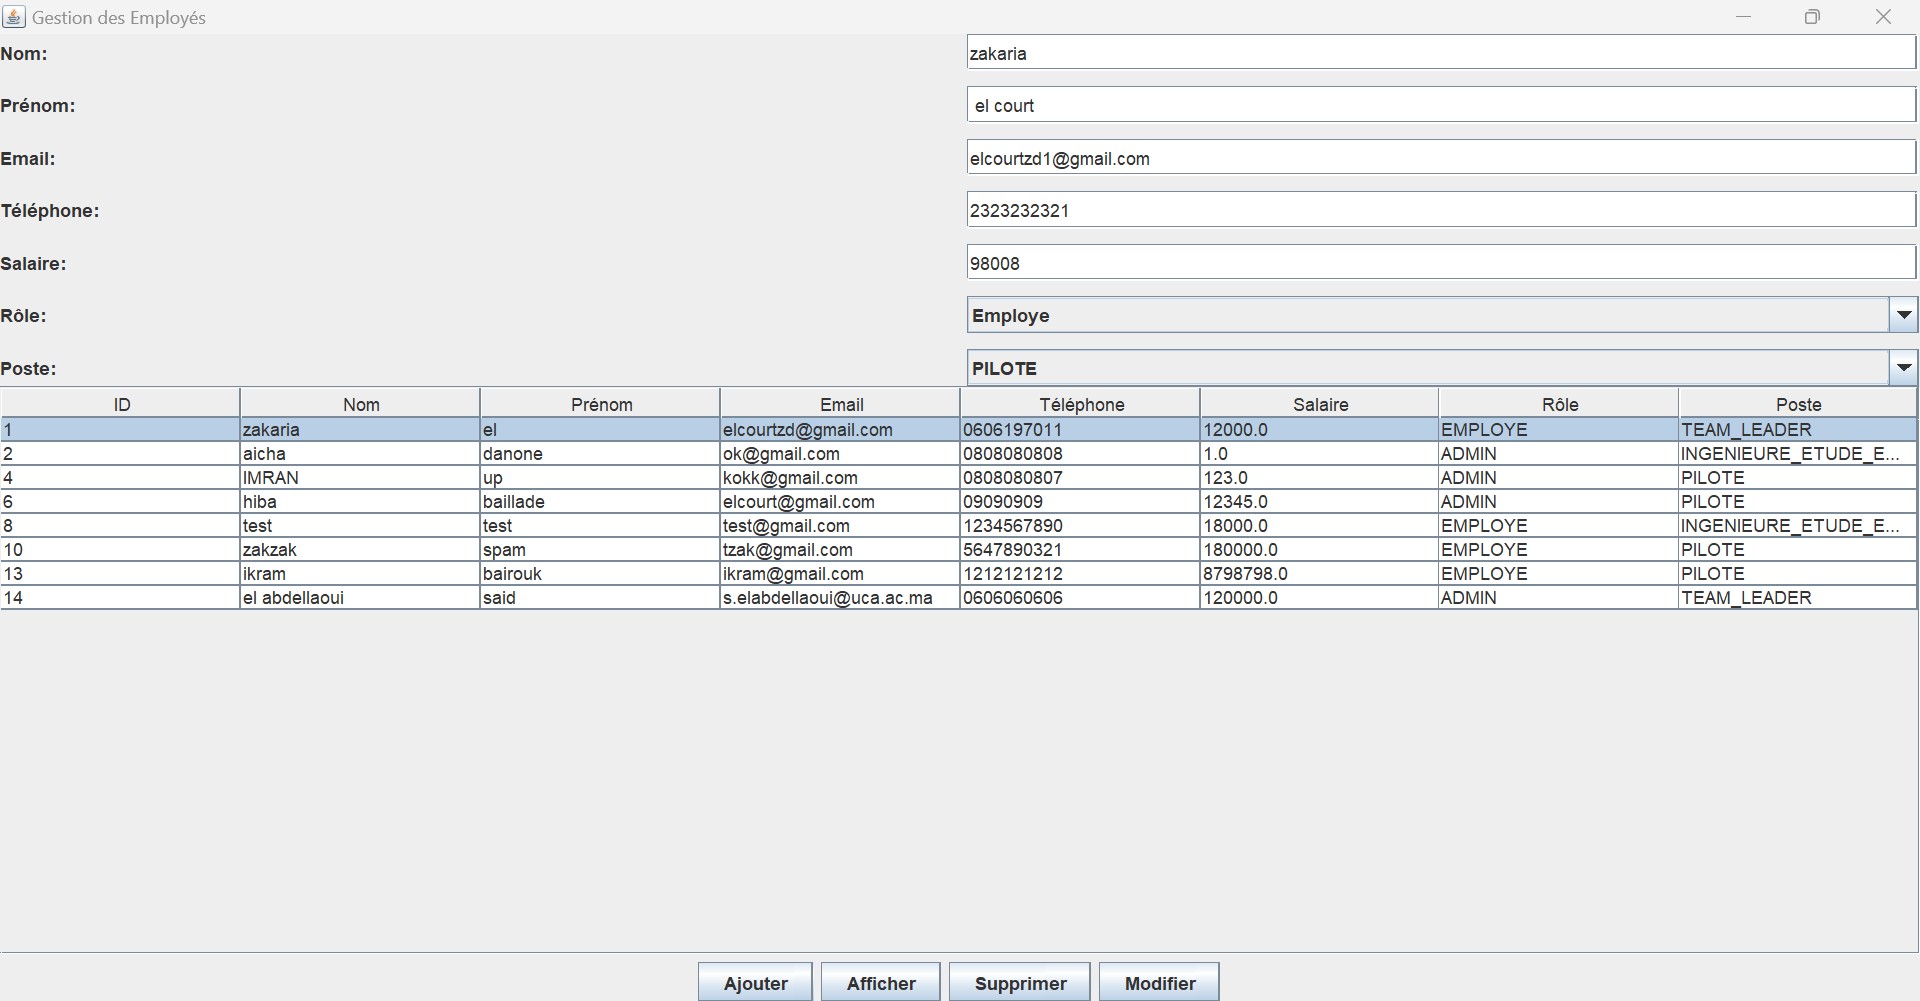 Gestion des Employés
Nom: zakaria
Prénom: el court
Email: elcourtzd1@gmail.com
Téléphone: 2323232321
Salaire: 98008
Rôle: Employe
Poste: PILOTE
ID Nom Prénom Email Téléphone Salaire Rôle Poste
1 zakaria el elcourtzd@gmail.com 0606197011 12000.0 EMPLOYE TEAM_LEADER
2 aicha danone ok@gmail.com 0808080808 1.0 ADMIN INGENIEURE_ETUDE_E...
4 IMRAN up kokk@gmail.com 0808080807 123.0 ADMIN PILOTE
6 hiba baillade elcourt@gmail.com 09090909 12345.0 ADMIN PILOTE
8 test test test@gmail.com 1234567890 18000.0 EMPLOYE INGENIEURE_ETUDE_E...
10 zakzak spam tzak@gmail.com 5647890321 180000.0 EMPLOYE PILOTE
13 ikram bairouk ikram@gmail.com 1212121212 8798798.0 EMPLOYE PILOTE
14 el abdellaoui said s.elabdellaoui@uca.ac.ma 0606060606 120000.0 ADMIN TEAM_LEADER
Ajouter Afficher Supprimer Modifier